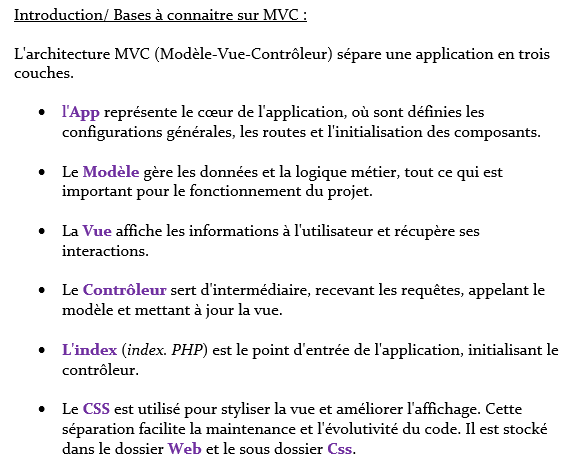 Introduction/ Bases à connaitre sur MVC :
L'architecture MVC (Modèle-Vue-Contrôleur) sépare une application en trois
couches.
• l'App représente le cœur de l'application, où sont définies les
configurations générales, les routes et l'initialisation des composants.
• Le Modèle gère les données et la logique métier, tout ce qui est
important pour le fonctionnement du projet.
• La Vue affiche les informations à l'utilisateur et récupère ses
interactions.
• Le Contrôleur sert d'intermédiaire, recevant les requêtes, appelant le
modèle et mettant à jour la vue.
• L'index (index. PHP) est le point d'entrée de l'application, initialisant le
contrôleur.
• Le CSS est utilisé pour styliser la vue et améliorer l'affichage. Cette
séparation facilite la maintenance et l'évolutivité du code. Il est stocké
dans le dossier Web et le sous dossier Css.